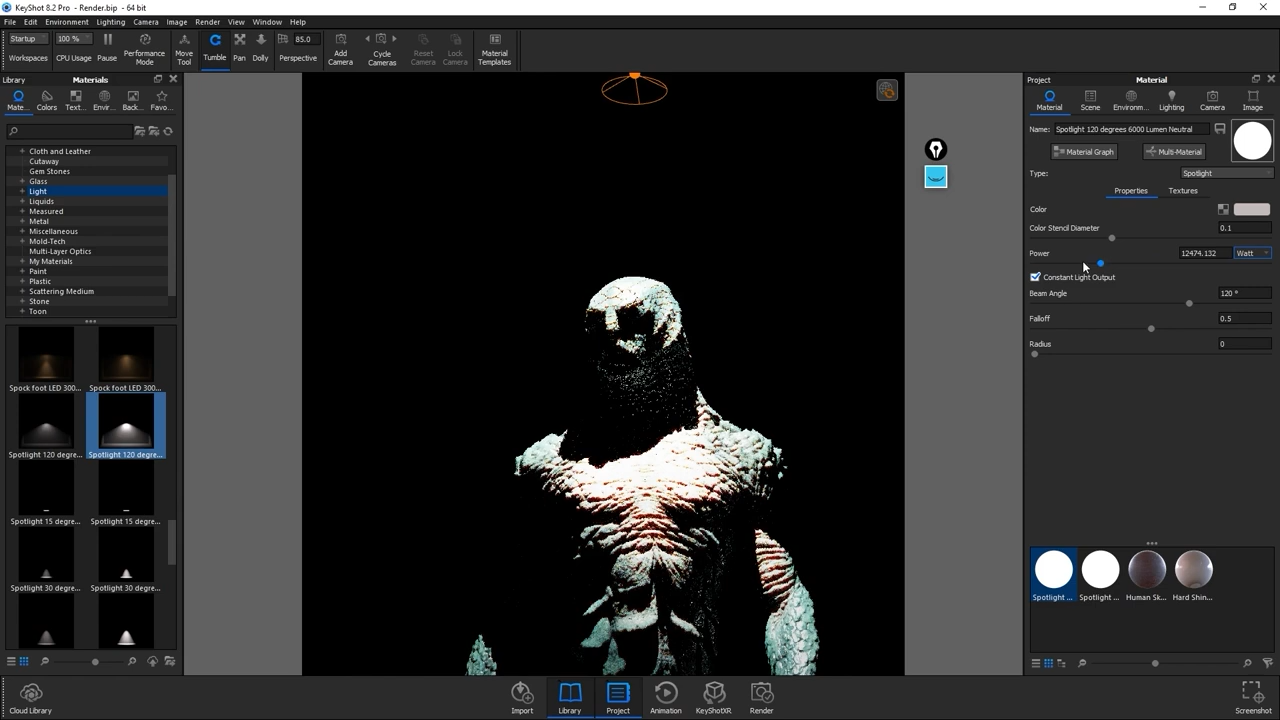 KeyShot 8.2 Pro - Render.bip - 64 bit
File Edit Environment Lighting Camera Image Render View Window Help
Startup
Workspaces
100 %
CPU Usage
Pause
Performance Mode
Move Tool
Tumble
Pan
Dolly
85.0
Perspective
Add Camera
Cycle Cameras
Reset Camera
Lock Camera
Material Templates
Library
Materials
Mate...
Colors
Text...
Envir...
Back...
Favo...
Cloth and Leather
Cutaway
Gem Stones
Glass
Light
Liquids
Measured
Metal
Miscellaneous
Mold-Tech
Multi-Layer Optics
My Materials
Paint
Plastic
Scattering Medium
Stone
Toon
Spock foot LED 300...
Spock foot LED 300...
Spotlight 120 degre...
Spotlight 120 degre...
Spotlight 15 degre...
Spotlight 15 degre...
Spotlight 30 degre...
Spotlight 30 degre...
Project
Material
Material
Scene
Environm...
Lighting
Camera
Image
Name: Spotlight 120 degrees 6000 Lumen Neutral
Material Graph
Multi-Material
Type: Spotlight
Properties
Textures
Color
Color Stencil Diameter 0.1
Power 12474.132 Watt
Constant Light Output
Beam Angle 120 °
Falloff 0.5
Radius 0
Spotlight ...
Spotlight ...
Human Sk...
Hard Shin...
Cloud Library
Import
Library
Project
Animation
KeyShotXR
Render
Screenshot